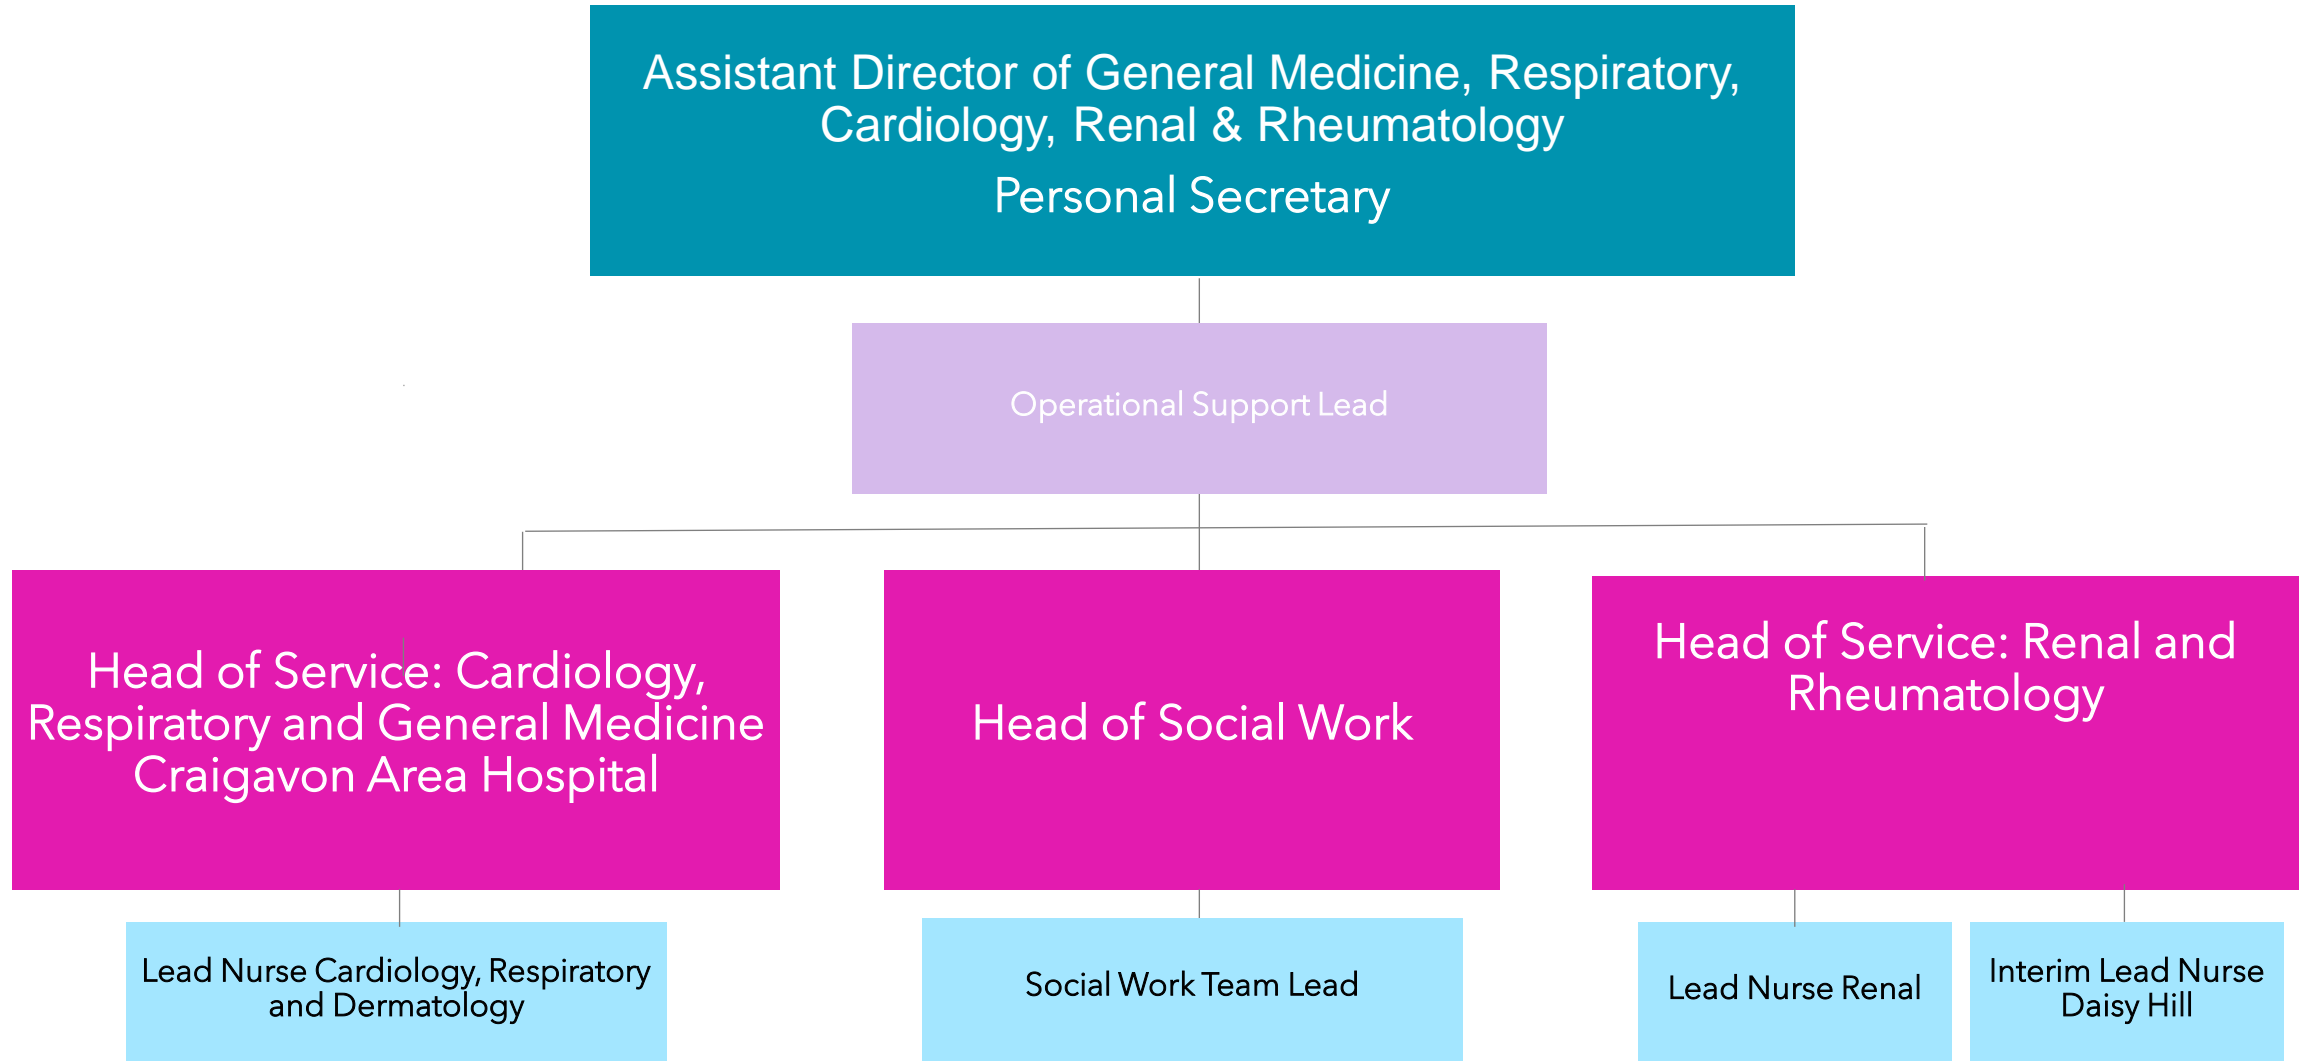 Assistant Director of General Medicine, Respiratory,
Cardiology, Renal & Rheumatology
Personal Secretary
Operational Support Lead
Head of Service: Cardiology,
Respiratory and General Medicine
Craigavon Area Hospital
Head of Social Work
Head of Service: Renal and
Rheumatology
Lead Nurse Cardiology, Respiratory
and Dermatology
Social Work Team Lead
Lead Nurse Renal
Interim Lead Nurse
Daisy Hill